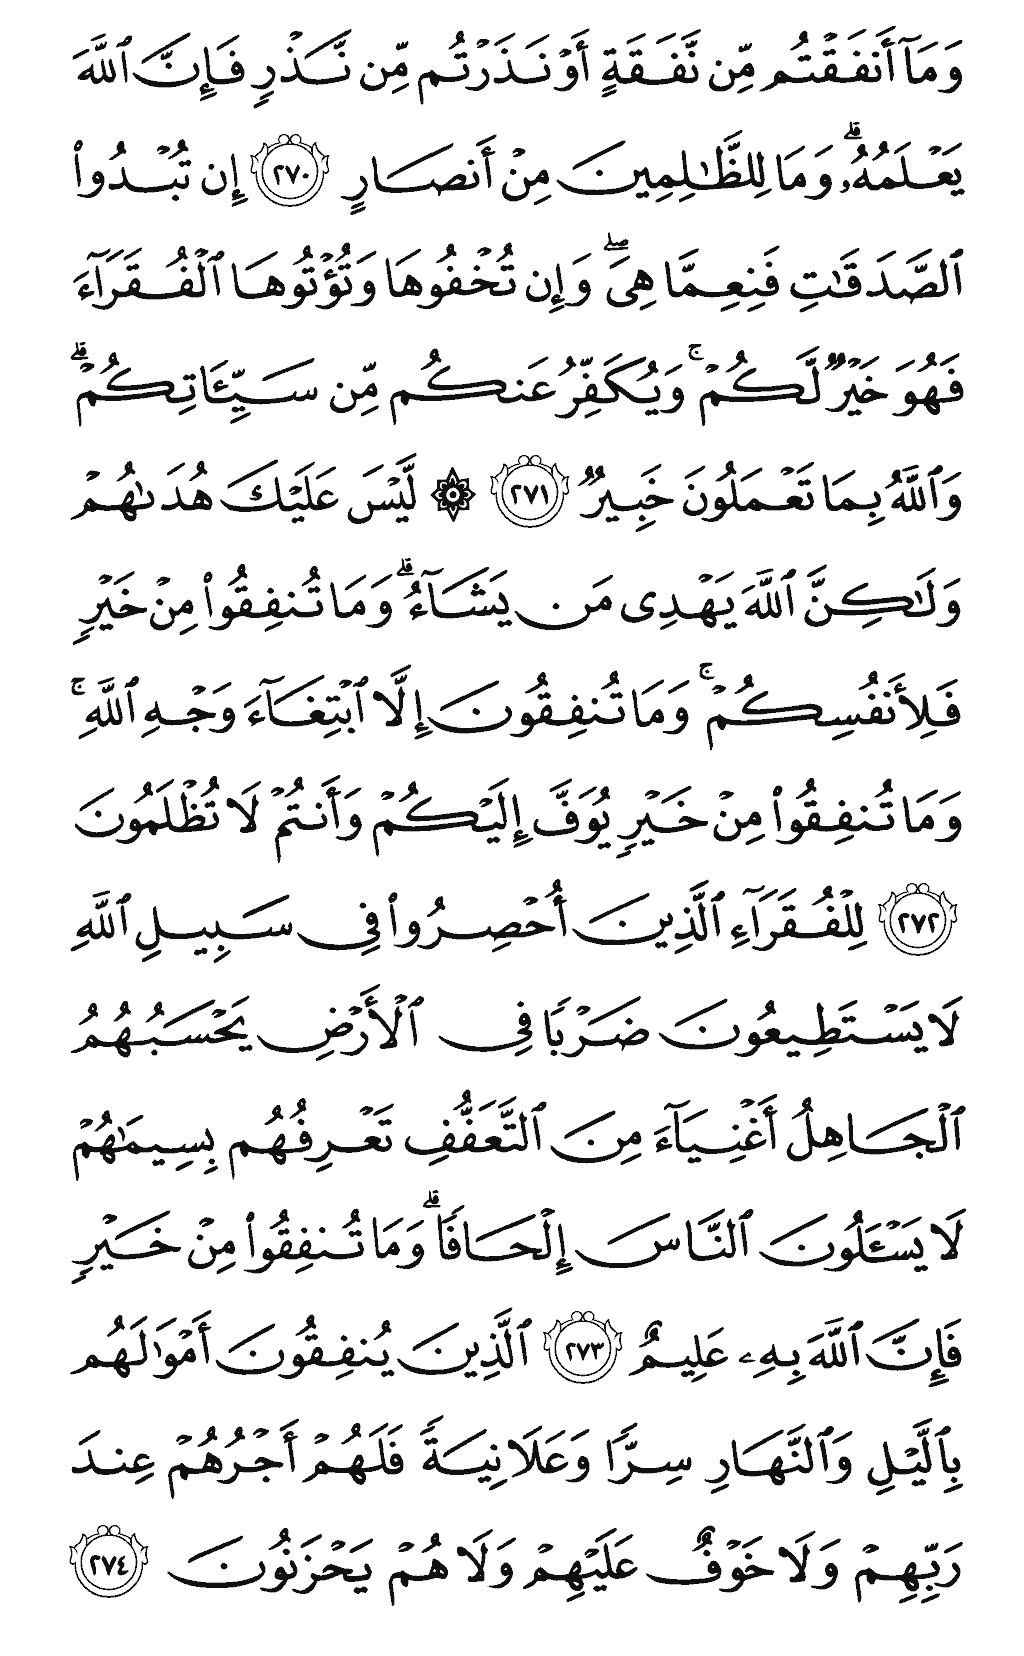 وَمَآ أَنفَقْتُم مِّن نَّفَقَةٍ أَوْ نَذَرْتُم مِّن نَّذْرٍ فَإِنَّ ٱللَّهَ
يَعْلَمُهُۥ ۗ وَمَا لِلظَّـٰلِمِينَ مِنْ أَنصَارٍ ٢٧٠ إِن تُبْدُوا۟
ٱلصَّدَقَـٰتِ فَنِعِمَّا هِىَ ۖ وَإِن تُخْفُوهَا وَتُؤْتُوهَا ٱلْفُقَرَآءَ
فَهُوَ خَيْرٌ لَّكُمْ ۚ وَيُكَفِّرُ عَنكُم مِّن سَيِّـَٔاتِكُمْ ۗ
وَٱللَّهُ بِمَا تَعْمَلُونَ خَبِيرٌ ٢٧١ ۞ لَّيْسَ عَلَيْكَ هُدَىٰهُمْ
وَلَـٰكِنَّ ٱللَّهَ يَهْدِى مَن يَشَآءُ ۗ وَمَا تُنفِقُوا۟ مِنْ خَيْرٍ
فَلِأَنفُسِكُمْ ۚ وَمَا تُنفِقُونَ إِلَّا ٱبْتِغَآءَ وَجْهِ ٱللَّهِ ۚ
وَمَا تُنفِقُوا۟ مِنْ خَيْرٍ يُوَفَّ إِلَيْكُمْ وَأَنتُمْ لَا تُظْلَمُونَ
٢٧٢ لِلْفُقَرَآءِ ٱلَّذِينَ أُحْصِرُوا۟ فِى سَبِيلِ ٱللَّهِ
لَا يَسْتَطِيعُونَ ضَرْبًا فِى ٱلْأَرْضِ يَحْسَبُهُمُ
ٱلْجَاهِلُ أَغْنِيَآءَ مِنَ ٱلتَّعَفُّفِ تَعْرِفُهُم بِسِيمَـٰهُمْ
لَا يَسْـَٔلُونَ ٱلنَّاسَ إِلْحَافًا ۗ وَمَا تُنفِقُوا۟ مِنْ خَيْرٍ
فَإِنَّ ٱللَّهَ بِهِۦ عَلِيمٌ ٢٧٣ ٱلَّذِينَ يُنفِقُونَ أَمْوَٰلَهُم
بِٱلَّيْلِ وَٱلنَّهَارِ سِرًّا وَعَلَانِيَةً فَلَهُمْ أَجْرُهُمْ عِندَ
رَبِّهِمْ وَلَا خَوْفٌ عَلَيْهِمْ وَلَا هُمْ يَحْزَنُونَ ٢٧٤